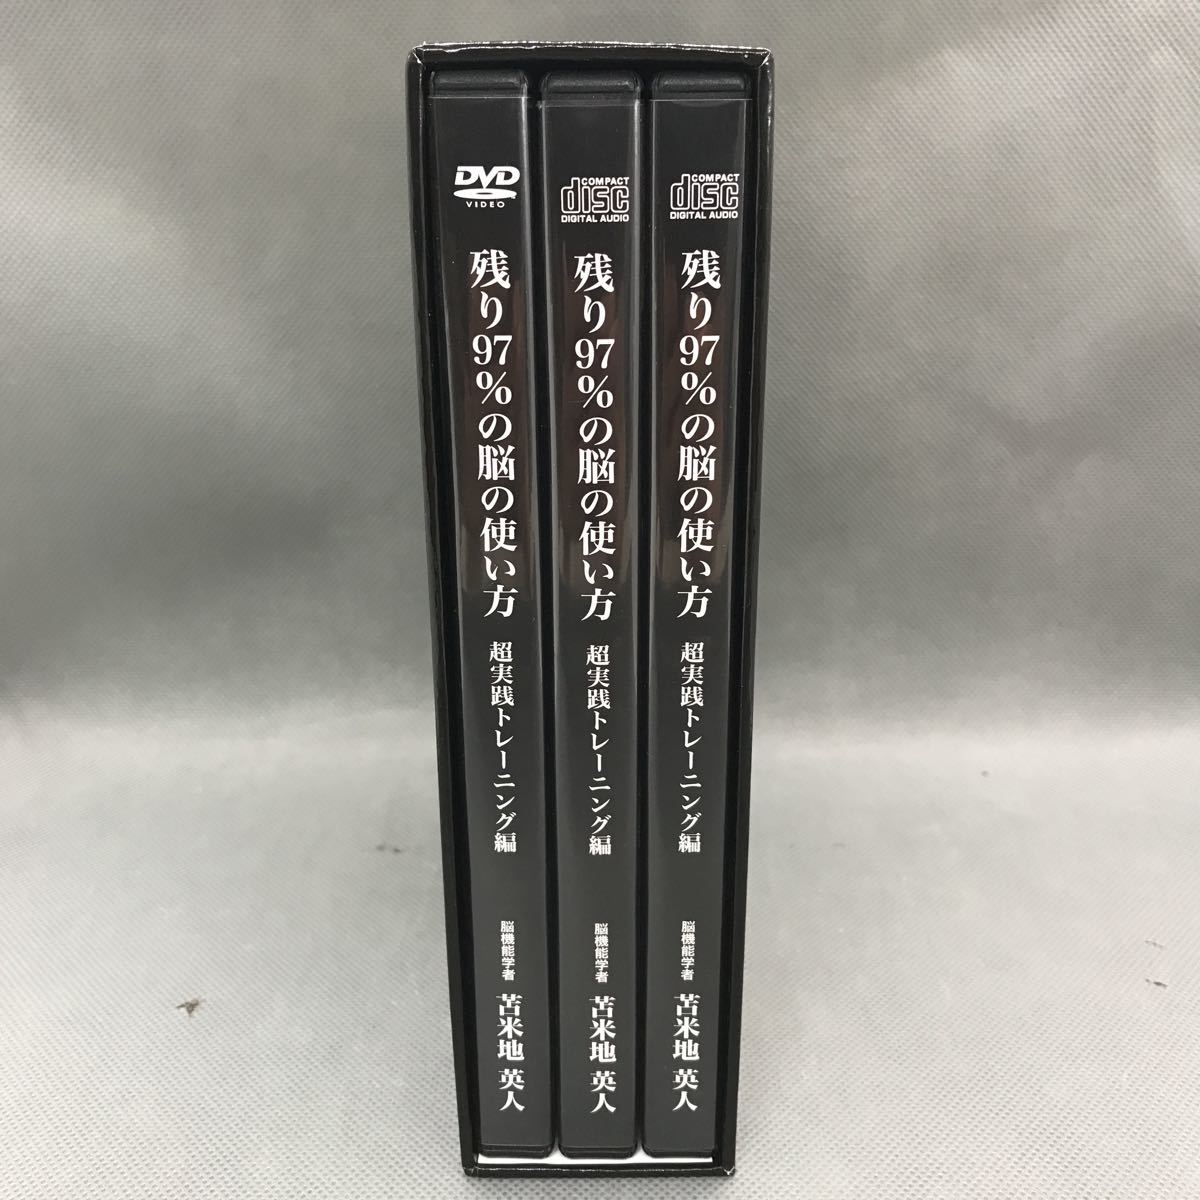 DVD
VIDEO
残り97%の脳の使い方
超実践トレーニング編
脳機能学者
苫米地 英人
COMPACT
disc
DIGITAL AUDIO
残り97%の脳の使い方
超実践トレーニング編
脳機能学者
苫米地 英人
COMPACT
disc
DIGITAL AUDIO
残り97%の脳の使い方
超実践トレーニング編
脳機能学者
苫米地 英人